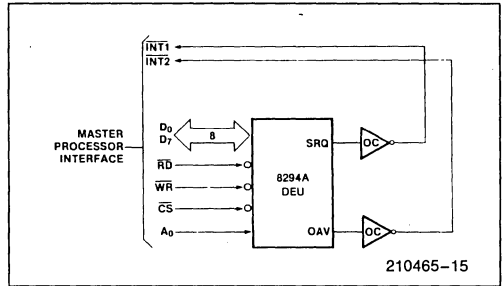 INT1
INT2
MASTER
PROCESSOR
INTERFACE
D0
D7
8
RD
WR
CS
A0
8294A
DEU
SRQ
OC
OAV
OC
210465-15